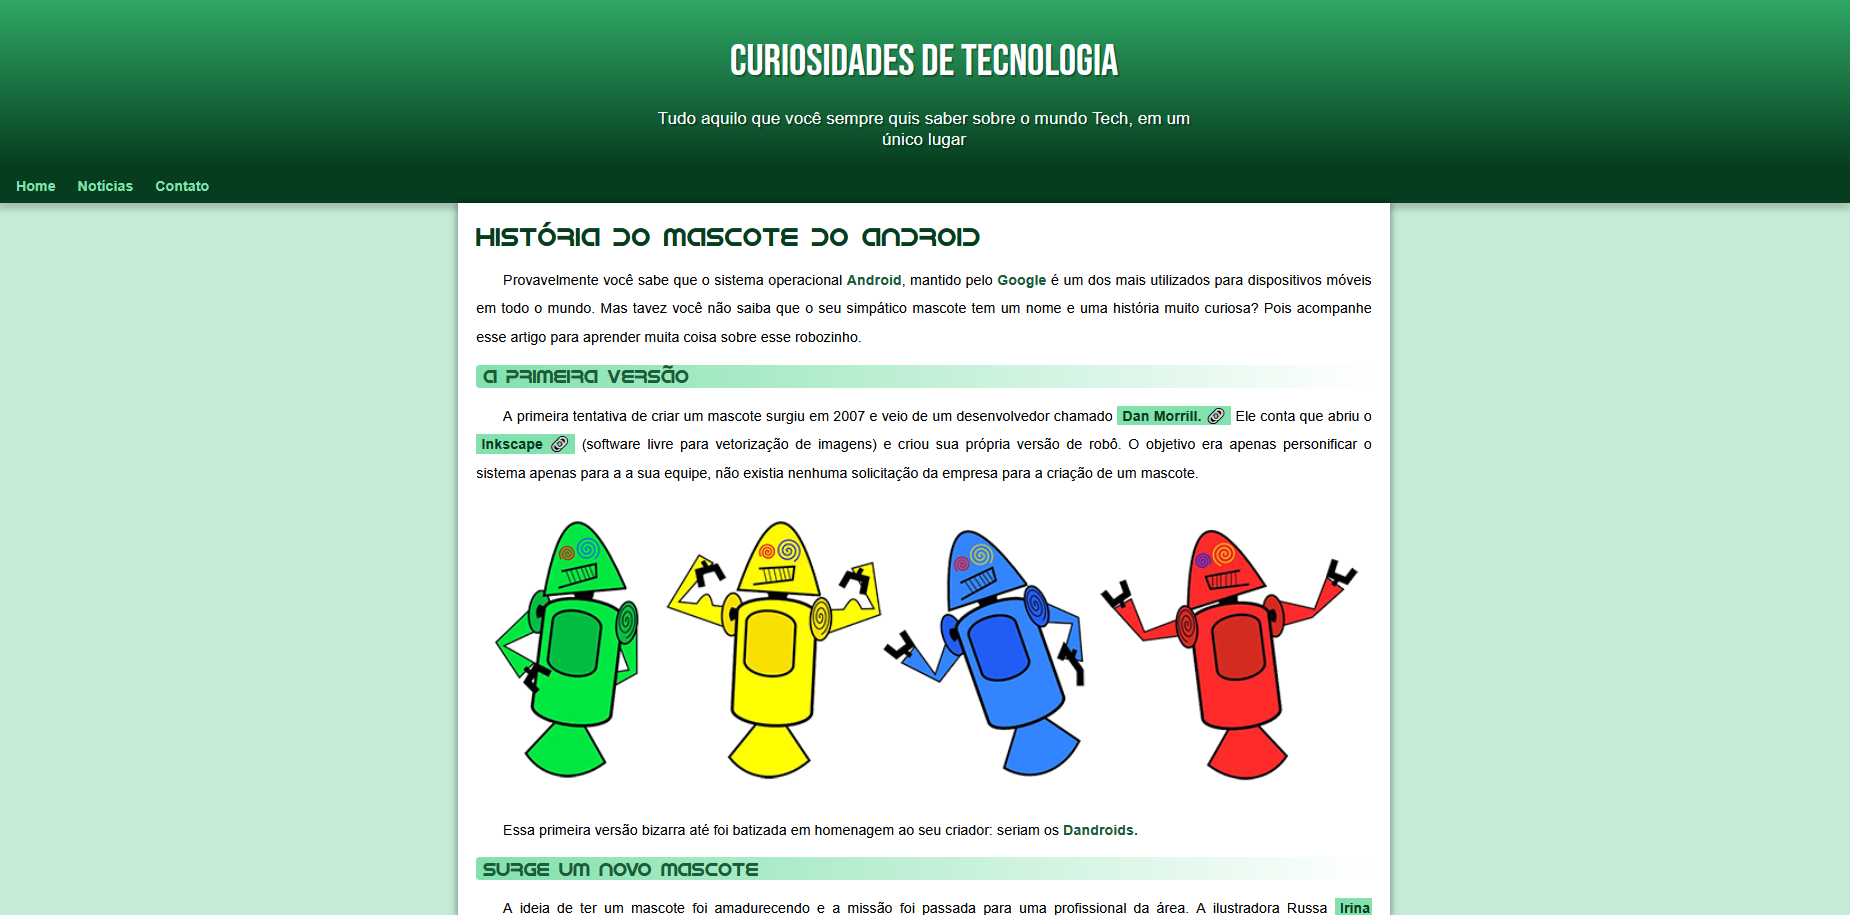 CURIOSIDADES DE TECNOLOGIA
Tudo aquilo que você sempre quis saber sobre o mundo Tech, em um
único lugar
Home Notícias Contato
HISTÓRIA DO MASCOTE DO ANDROID
Provavelmente você sabe que o sistema operacional Android, mantido pelo Google é um dos mais utilizados para dispositivos móveis
em todo o mundo. Mas tavez você não saiba que o seu simpático mascote tem um nome e uma história muito curiosa? Pois acompanhe
esse artigo para aprender muita coisa sobre esse robozinho.
A PRIMEIRA VERSÃO
A primeira tentativa de criar um mascote surgiu em 2007 e veio de um desenvolvedor chamado Dan Morrill. Ele conta que abriu o
Inkscape (software livre para vetorização de imagens) e criou sua própria versão de robô. O objetivo era apenas personificar o
sistema apenas para a a sua equipe, não existia nenhuma solicitação da empresa para a criação de um mascote.
Essa primeira versão bizarra até foi batizada em homenagem ao seu criador: seriam os Dandroids.
SURGE UM NOVO MASCOTE
A ideia de ter um mascote foi amadurecendo e a missão foi passada para uma profissional da área. A ilustradora Russa Irina